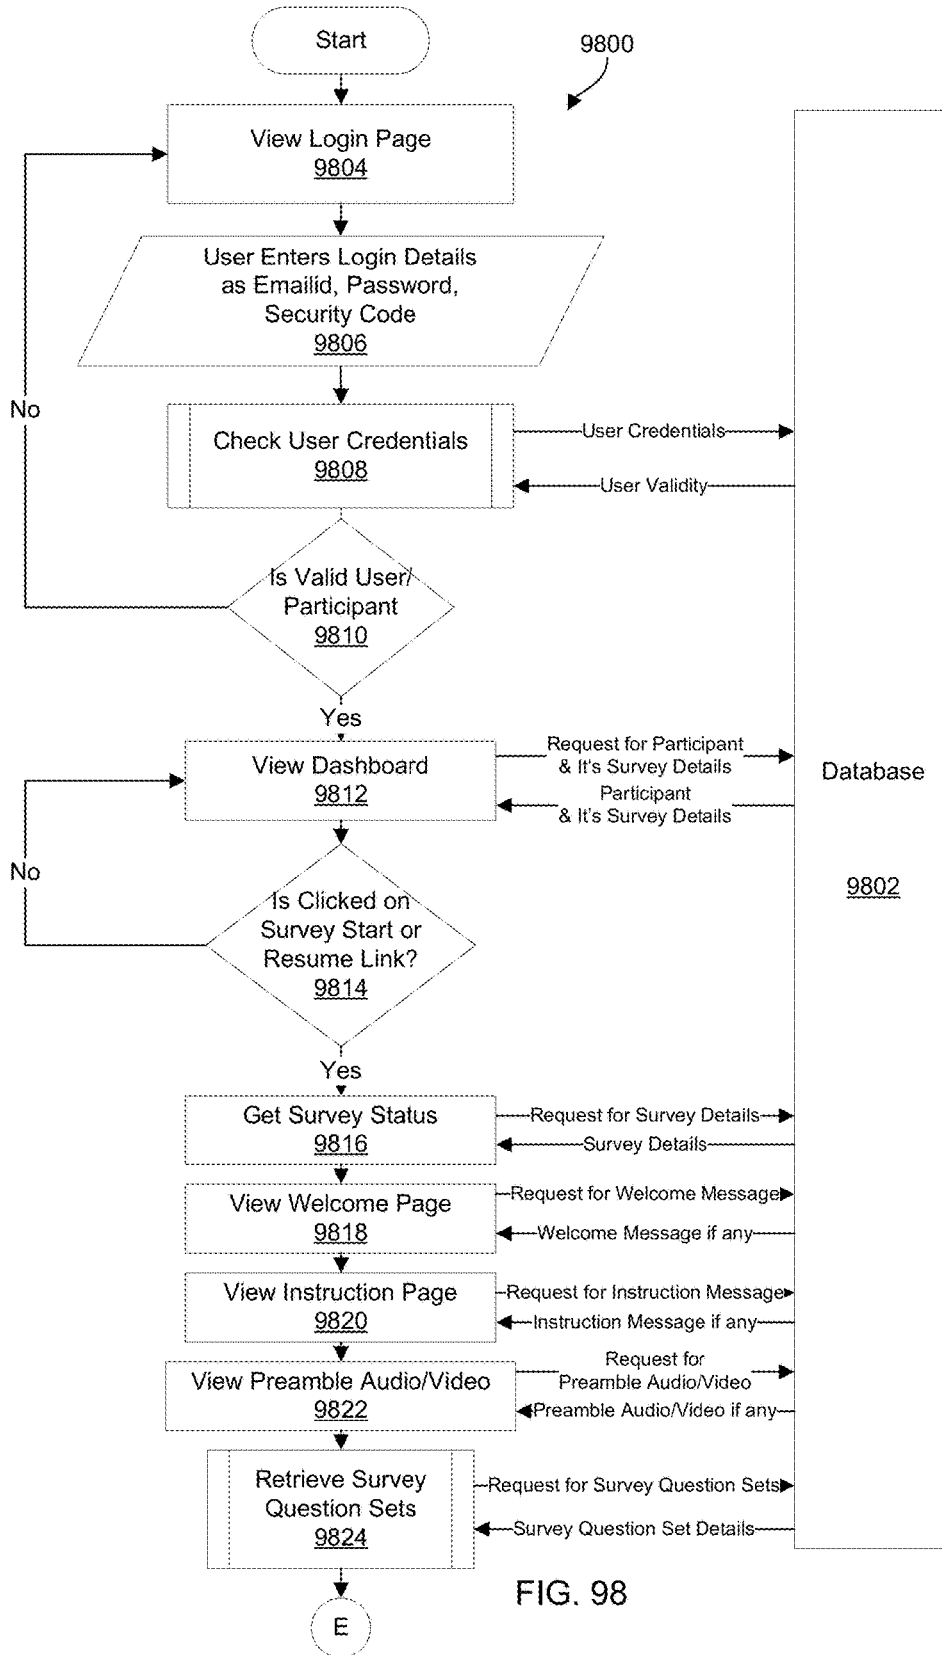 Start
9800
View Login Page
9804
User Enters Login Details
as Emailid, Password,
Security Code
9806
No
Check User Credentials
9808
User Credentials
User Validity
Is Valid User/
Participant
9810
Yes
View Dashboard
9812
Request for Participant
& It's Survey Details
Participant
& It's Survey Details
Database
9802
No
Is Clicked on
Survey Start or
Resume Link?
9814
Yes
Get Survey Status
9816
Request for Survey Details
Survey Details
View Welcome Page
9818
Request for Welcome Message
Welcome Message if any
View Instruction Page
9820
Request for Instruction Message
Instruction Message if any
View Preamble Audio/Video
9822
Request for
Preamble Audio/Video
Preamble Audio/Video if any
Retrieve Survey
Question Sets
9824
Request for Survey Question Sets
Survey Question Set Details
FIG. 98
E